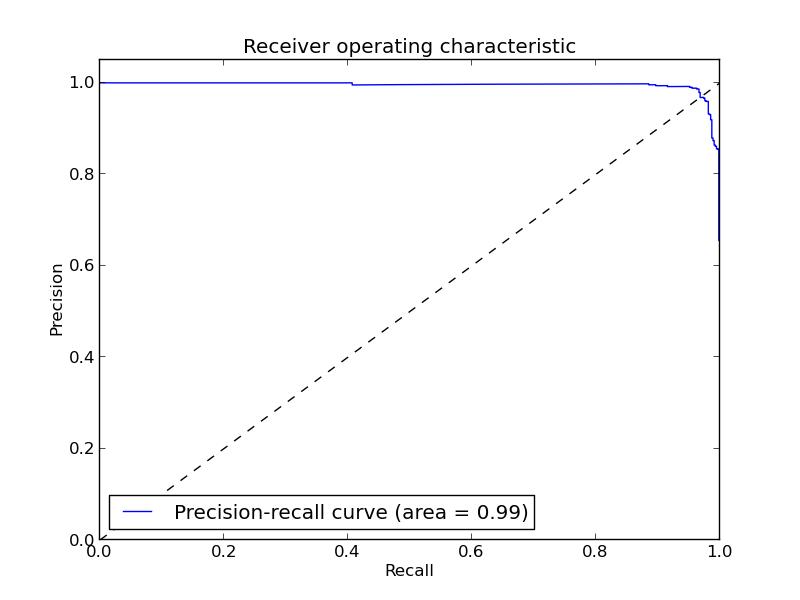 Receiver operating characteristic
1.0
0.8
0.6
0.4
0.2
0.0
Precision
Precision-recall curve (area = 0.99)
0.0 0.2 0.4 0.6 0.8 1.0
Recall